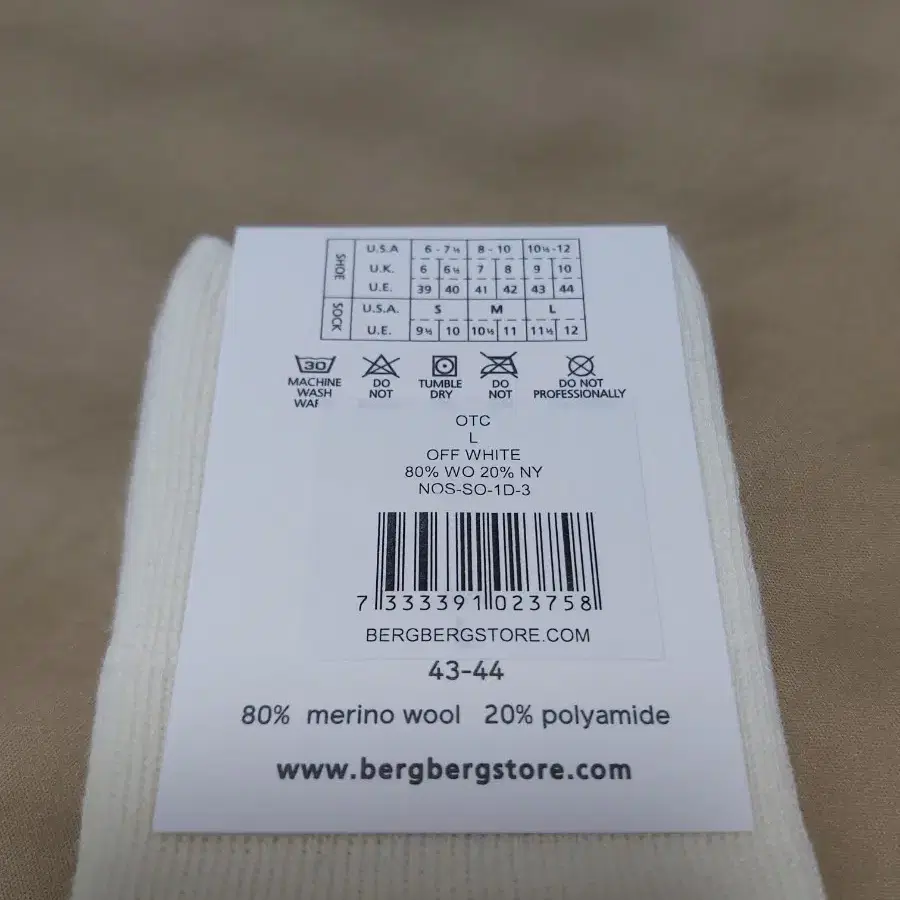 SHOE U.S.A 6 - 7½ 8 - 10 10½-12
U.K. 6 6½ 7 8 9 10
U.E. 39 40 41 42 43 44
SOCK U.S.A. S M L
U.E. 9½ 10 10½ 11 11½ 12
30
MACHINE WASH DO NOT TUMBLE DRY DO NOT DO NOT PROFESSIONALLY
OTC
L
OFF WHITE
80% WO 20% NY
NOS-SO-1D-3
7 333391 023758
BERGBERGSTORE.COM
43-44
80% merino wool 20% polyamide
www.bergbergstore.com